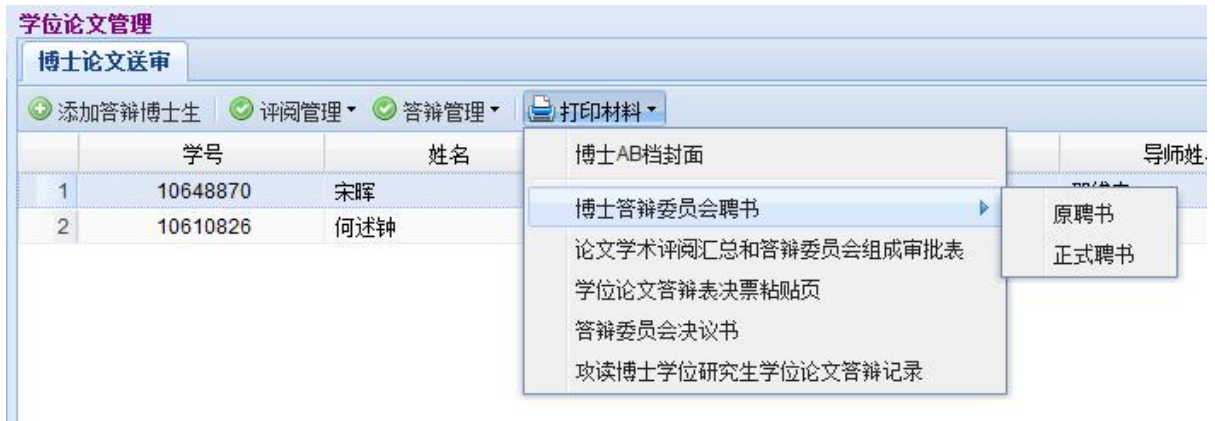 学位论文管理
博士论文送审
添加答辩博士生 评阅管理 答辩管理 打印材料
学号 姓名 博士AB档封面 导师姓
1 10648870 宋晖 博士答辩委员会聘书 原聘书
2 10610826 何述钟 论文学术评阅汇总和答辩委员会组成审批表 正式聘书
学位论文答辩表决票粘贴页
答辩委员会决议书
攻读博士学位研究生学位论文答辩记录